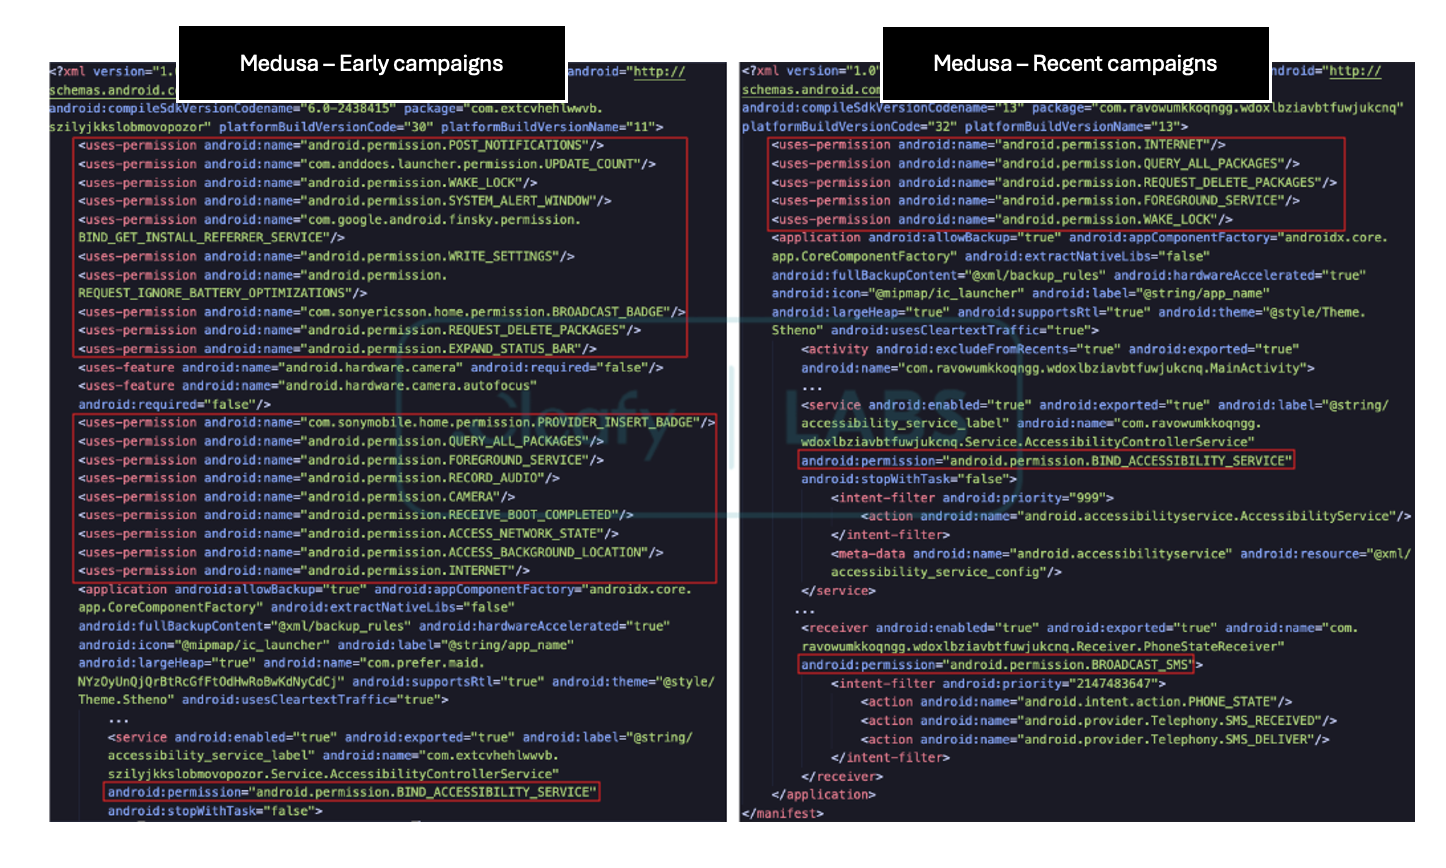 Medusa – Early campaigns
<?xml version="1. android="http://
schemas.android.co
android:compileSdkVersionCodename="6.0-2438415" package="com.extcvhehlwwvb.
szilyjkkslobmovopozor" platformBuildVersionCode="30" platformBuildVersionName="11">
<uses-permission android:name="android.permission.POST_NOTIFICATIONS"/>
<uses-permission android:name="com.anddoes.launcher.permission.UPDATE_COUNT"/>
<uses-permission android:name="android.permission.WAKE_LOCK"/>
<uses-permission android:name="android.permission.SYSTEM_ALERT_WINDOW"/>
<uses-permission android:name="com.google.android.finsky.permission.
BIND_GET_INSTALL_REFERRER_SERVICE"/>
<uses-permission android:name="android.permission.WRITE_SETTINGS"/>
<uses-permission android:name="android.permission.
REQUEST_IGNORE_BATTERY_OPTIMIZATIONS"/>
<uses-permission android:name="com.sonyericsson.home.permission.BROADCAST_BADGE"/>
<uses-permission android:name="android.permission.REQUEST_DELETE_PACKAGES"/>
<uses-permission android:name="android.permission.EXPAND_STATUS_BAR"/>
<uses-feature android:name="android.hardware.camera" android:required="false"/>
<uses-feature android:name="android.hardware.camera.autofocus"
android:required="false"/>
<uses-permission android:name="com.sonymobile.home.permission.PROVIDER_INSERT_BADGE"/>
<uses-permission android:name="android.permission.QUERY_ALL_PACKAGES"/>
<uses-permission android:name="android.permission.FOREGROUND_SERVICE"/>
<uses-permission android:name="android.permission.RECORD_AUDIO"/>
<uses-permission android:name="android.permission.CAMERA"/>
<uses-permission android:name="android.permission.RECEIVE_BOOT_COMPLETED"/>
<uses-permission android:name="android.permission.ACCESS_NETWORK_STATE"/>
<uses-permission android:name="android.permission.ACCESS_BACKGROUND_LOCATION"/>
<uses-permission android:name="android.permission.INTERNET"/>
<application android:allowBackup="true" android:appComponentFactory="androidx.core.
app.CoreComponentFactory" android:extractNativeLibs="false"
android:fullBackupContent="@xml/backup_rules" android:hardwareAccelerated="true"
android:icon="@mipmap/ic_launcher" android:label="@string/app_name"
android:largeHeap="true" android:name="com.prefer.maid.
NYzOyUnQjQrBtRcGfFtOdHwRoBwKdNyCdCj" android:supportsRtl="true" android:theme="@style/
Theme.Stheno" android:usesCleartextTraffic="true">
...
<service android:enabled="true" android:exported="true" android:label="@string/
accessibility_service_label" android:name="com.extcvhehlwwvb.
szilyjkkslobmovopozor.Service.AccessibilityControllerService"
android:permission="android.permission.BIND_ACCESSIBILITY_SERVICE"
android:stopWithTask="false">
Medusa – Recent campaigns
<?xml version="1.0" ndroid="http://
schemas.android.con
android:compileSdkVersionCodename="13" package="com.ravowumkkoqngg.wdoxlbziavbtfuwjukcnq"
platformBuildVersionCode="32" platformBuildVersionName="13">
<uses-permission android:name="android.permission.INTERNET"/>
<uses-permission android:name="android.permission.QUERY_ALL_PACKAGES"/>
<uses-permission android:name="android.permission.REQUEST_DELETE_PACKAGES"/>
<uses-permission android:name="android.permission.FOREGROUND_SERVICE"/>
<uses-permission android:name="android.permission.WAKE_LOCK"/>
<application android:allowBackup="true" android:appComponentFactory="androidx.core.
app.CoreComponentFactory" android:extractNativeLibs="false"
android:fullBackupContent="@xml/backup_rules" android:hardwareAccelerated="true"
android:icon="@mipmap/ic_launcher" android:label="@string/app_name"
android:largeHeap="true" android:supportsRtl="true" android:theme="@style/Theme.
Stheno" android:usesCleartextTraffic="true">
<activity android:excludeFromRecents="true" android:exported="true"
android:name="com.ravowumkkoqngg.wdoxlbziavbtfuwjukcnq.MainActivity">
...
<service android:enabled="true" android:exported="true" android:label="@string/
accessibility_service_label" android:name="com.ravowumkkoqngg.
wdoxlbziavbtfuwjukcnq.Service.AccessibilityControllerService"
android:permission="android.permission.BIND_ACCESSIBILITY_SERVICE"
android:stopWithTask="false">
<intent-filter android:priority="999">
<action android:name="android.accessibilityservice.AccessibilityService"/>
</intent-filter>
<meta-data android:name="android.accessibilityservice" android:resource="@xml/
accessibility_service_config"/>
</service>
...
<receiver android:enabled="true" android:exported="true" android:name="com.
ravowumkkoqngg.wdoxlbziavbtfuwjukcnq.Receiver.PhoneStateReceiver"
android:permission="android.permission.BROADCAST_SMS">
<intent-filter android:priority="2147483647">
<action android:name="android.intent.action.PHONE_STATE"/>
<action android:name="android.provider.Telephony.SMS_RECEIVED"/>
<action android:name="android.provider.Telephony.SMS_DELIVER"/>
</intent-filter>
</receiver>
</application>
</manifest>
cleafy LABS